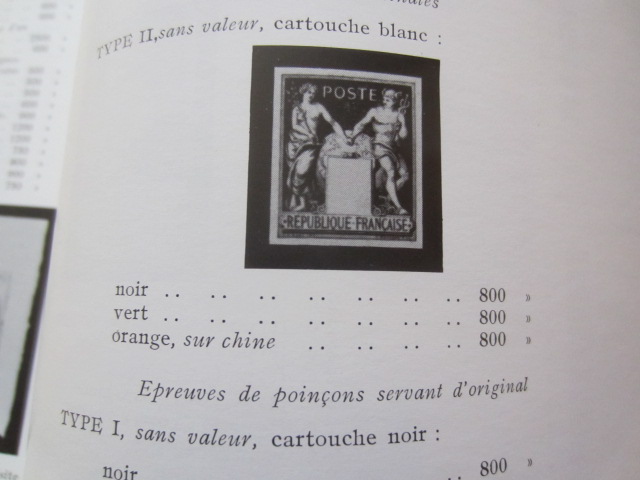 TYPE II, sans valeur, cartouche blanc :
POSTE
RÉPUBLIQUE FRANÇAISE
noir .. .. .. .. .. .. .. 800 »
vert .. .. .. .. .. .. .. 800 »
orange, sur chine .. .. .. .. 800 »
Epreuves de poinçons servant d'original
TYPE I, sans valeur, cartouche noir :
noir .. 800 »